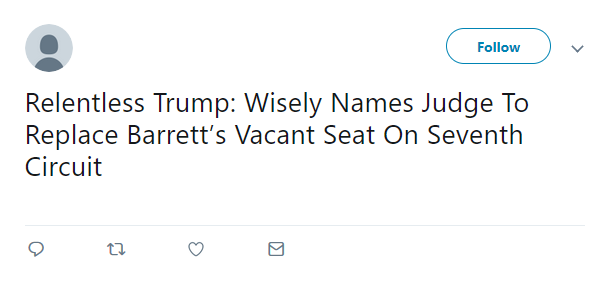 Follow
Relentless Trump: Wisely Names Judge To
Replace Barrett’s Vacant Seat On Seventh
Circuit